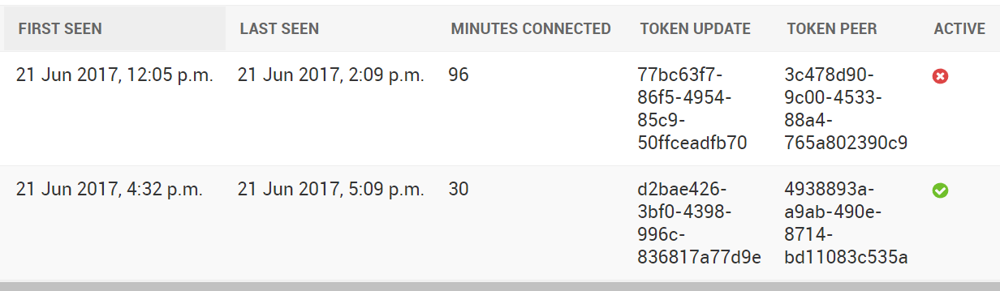 FIRST SEEN LAST SEEN MINUTES CONNECTED TOKEN UPDATE TOKEN PEER ACTIVE
21 Jun 2017, 12:05 p.m. 21 Jun 2017, 2:09 p.m. 96 77bc63f7- 3c478d90-
86f5-4954- 9c00-4533-
85c9- 88a4-
50ffceadfb70 765a802390c9
21 Jun 2017, 4:32 p.m. 21 Jun 2017, 5:09 p.m. 30 d2bae426- 4938893a-
3bf0-4398- a9ab-490e-
996c- 8714-
836817a77d9e bd11083c535a